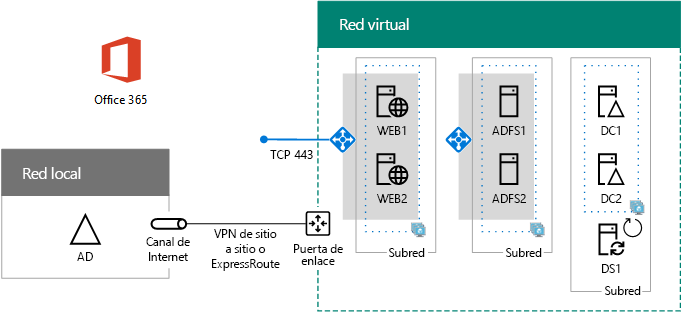 Red virtual
Office 365
TCP 443
WEB1
WEB2
Subred
ADFS1
ADFS2
Subred
DC1
DC2
DS1
Subred
Red local
AD
Canal de
Internet
VPN de sitio
a sitio o
ExpressRoute
Puerta de
enlace